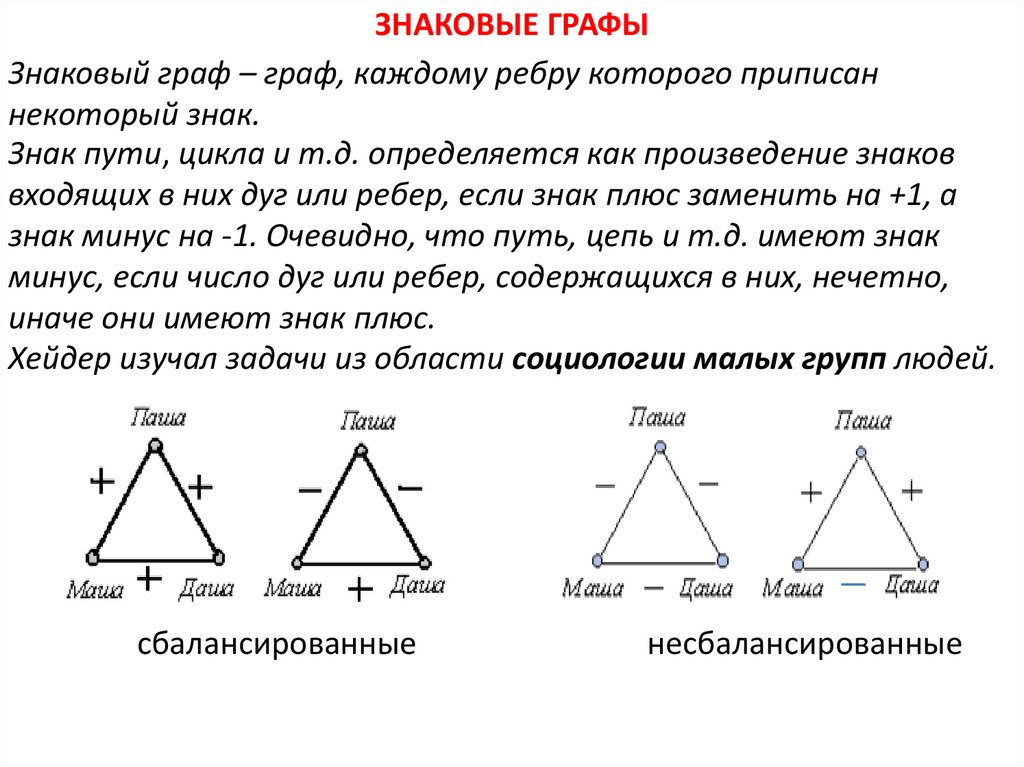 ЗНАКОВЫЕ ГРАФЫ
Знаковый граф – граф, каждому ребру которого приписан
некоторый знак.
Знак пути, цикла и т.д. определяется как произведение знаков
входящих в них дуг или ребер, если знак плюс заменить на +1, а
знак минус на -1. Очевидно, что путь, цепь и т.д. имеют знак
минус, если число дуг или ребер, содержащихся в них, нечетно,
иначе они имеют знак плюс.
Хейдер изучал задачи из области социологии малых групп людей.
Паша Паша Паша Паша
+ + – – – – + +
Маша + Даша Маша + Даша Маша – Даша Маша – Даша
сбалансированные несбалансированные